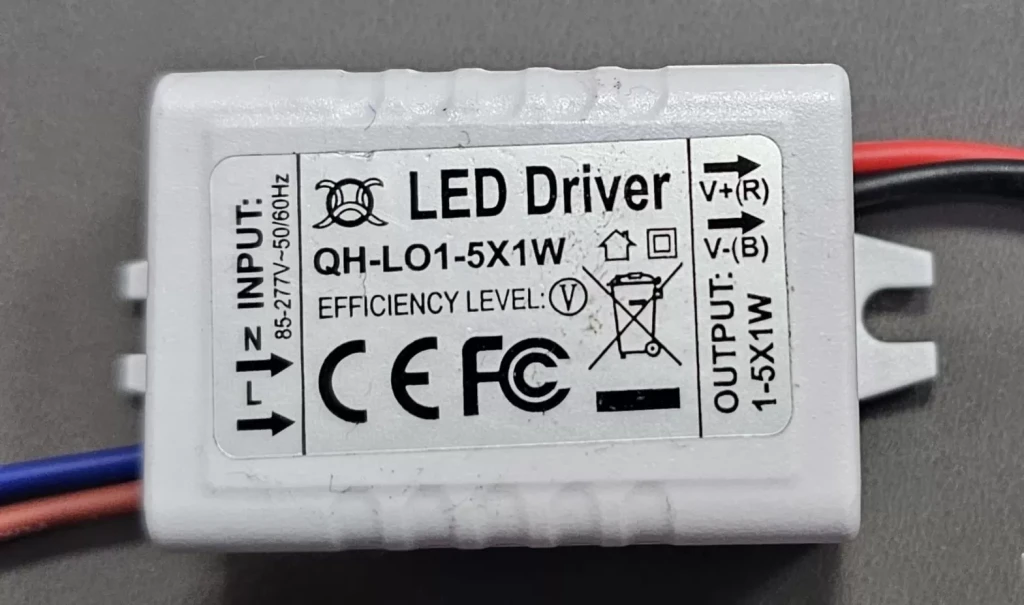 INPUT:
85-277V~50/60Hz
L N
LED Driver
QH-LO1-5X1W
EFFICIENCY LEVEL: V
CE FC
V+(R)
V-(B)
OUTPUT:
1-5X1W